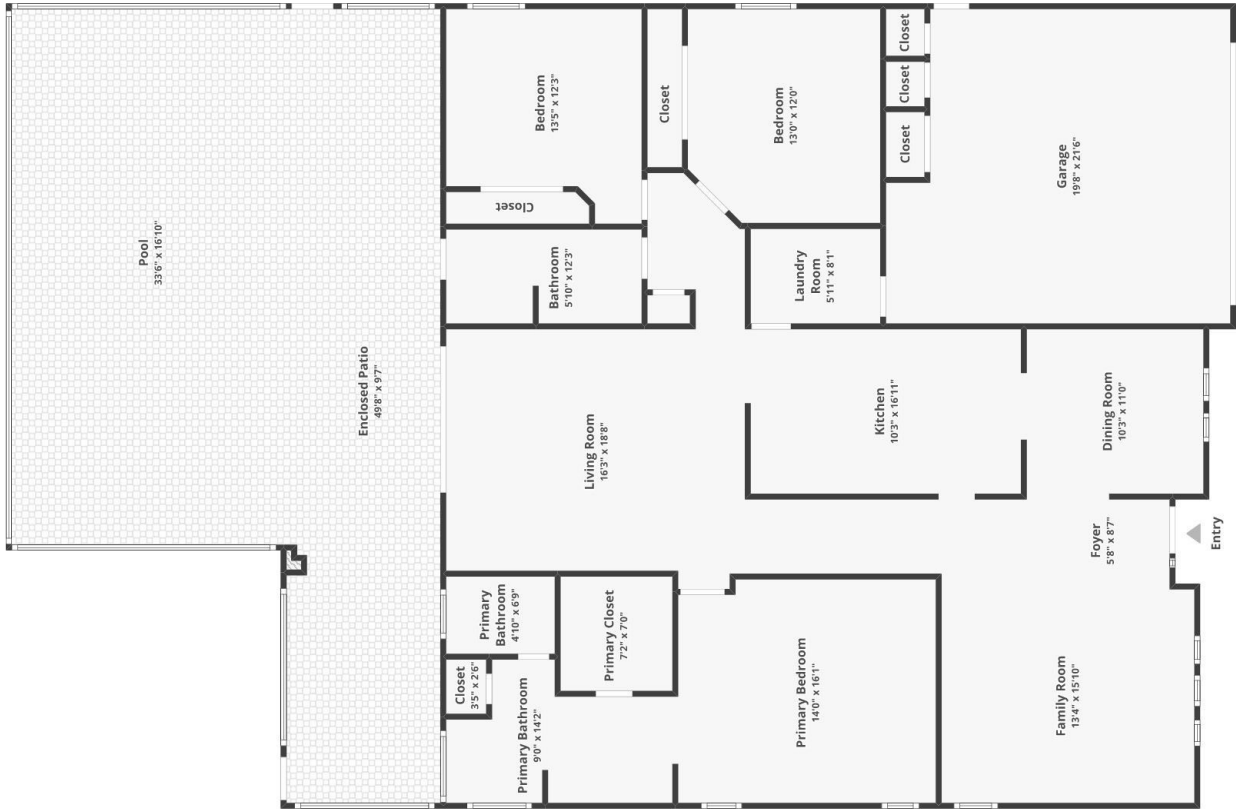 Pool
33'6" x 16'10"
Enclosed Patio
49'8" x 9'7"
Bedroom
13'5" x 12'3"
Closet
Bathroom
5'10" x 12'3"
Closet
Bedroom
13'0" x 12'0"
Laundry
Room
5'11" x 8'1"
Closet
Closet
Closet
Garage
19'8" x 21'6"
Living Room
16'3" x 18'8"
Kitchen
10'3" x 16'11"
Dining Room
10'3" x 11'0"
Foyer
5'8" x 8'7"
Entry
Primary
Bathroom
4'10" x 6'9"
Closet
3'5" x 2'6"
Primary Bathroom
9'0" x 14'2"
Primary Closet
7'2" x 7'0"
Primary Bedroom
14'0" x 16'1"
Family Room
13'4" x 15'10"